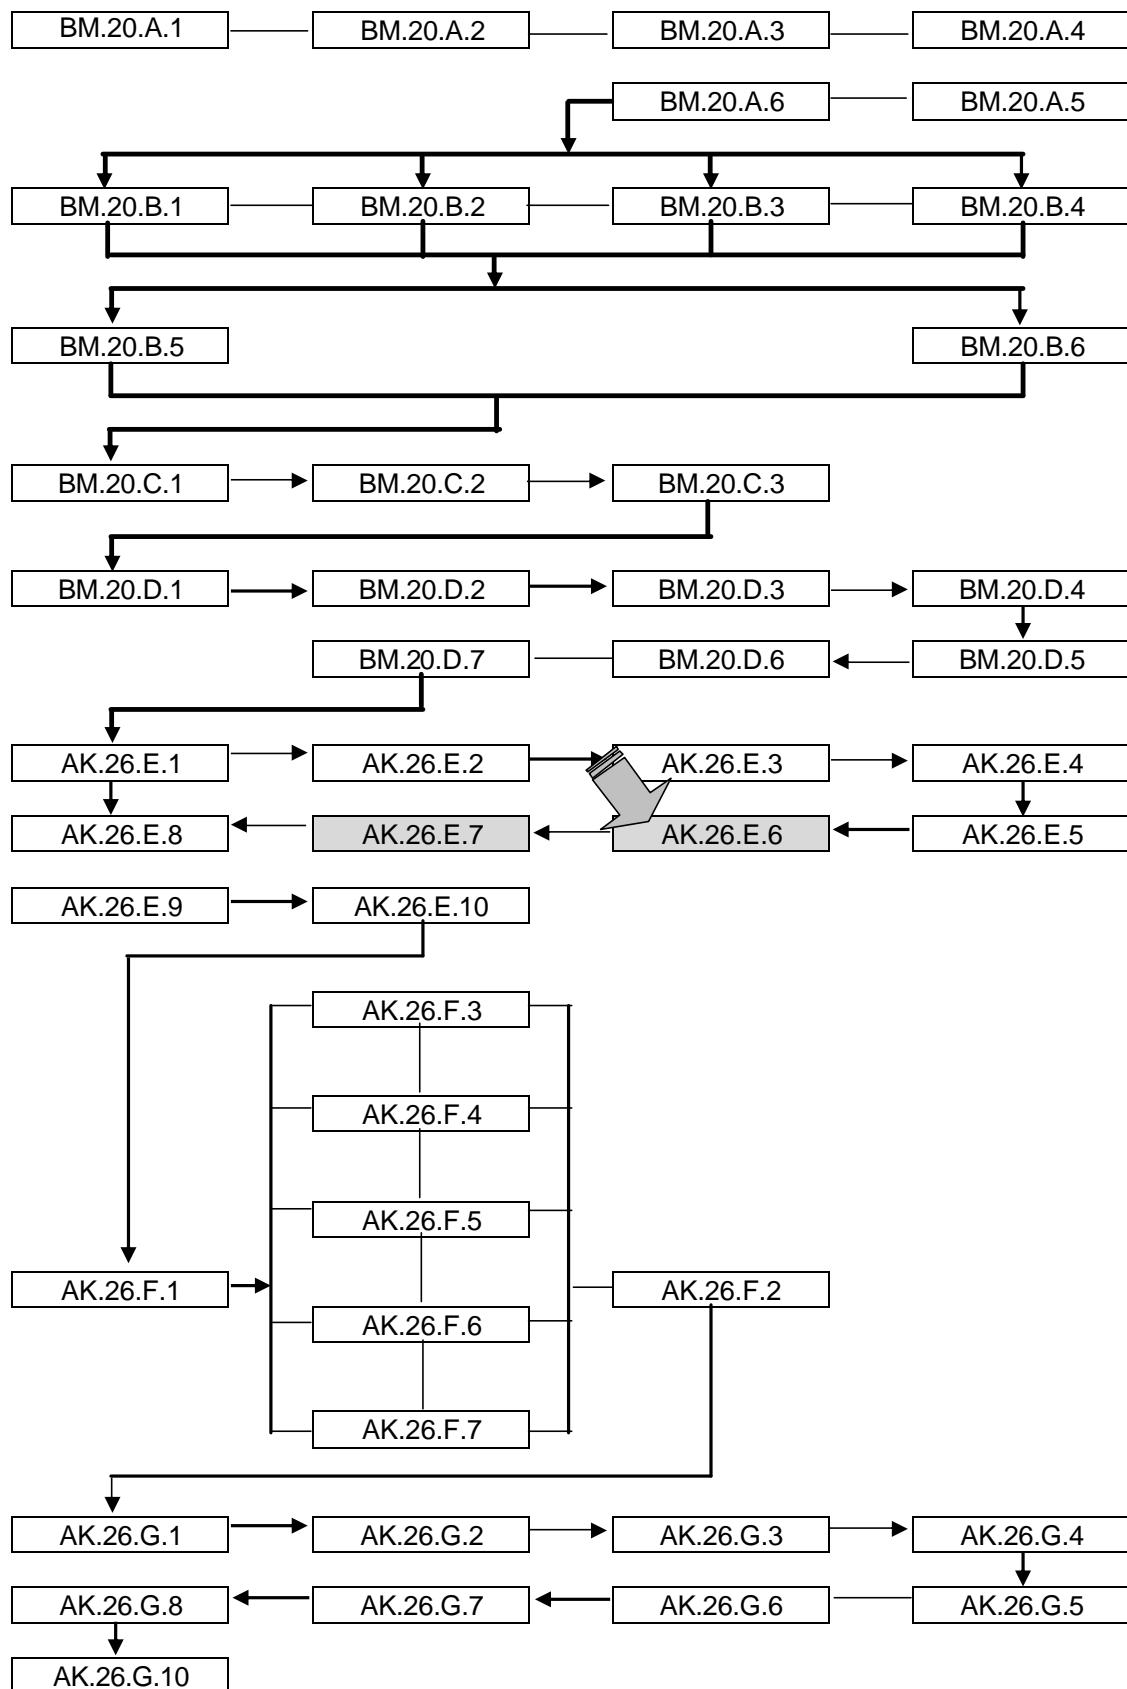 BM.20.A.1 BM.20.A.2 BM.20.A.3 BM.20.A.4
BM.20.A.6 BM.20.A.5
BM.20.B.1 BM.20.B.2 BM.20.B.3 BM.20.B.4
BM.20.B.5 BM.20.B.6
BM.20.C.1 BM.20.C.2 BM.20.C.3
BM.20.D.1 BM.20.D.2 BM.20.D.3 BM.20.D.4
BM.20.D.7 BM.20.D.6 BM.20.D.5
AK.26.E.1 AK.26.E.2 AK.26.E.3 AK.26.E.4
AK.26.E.8 AK.26.E.7 AK.26.E.6 AK.26.E.5
AK.26.E.9 AK.26.E.10
AK.26.F.3
AK.26.F.4
AK.26.F.5
AK.26.F.1 AK.26.F.2
AK.26.F.6
AK.26.F.7
AK.26.G.1 AK.26.G.2 AK.26.G.3 AK.26.G.4
AK.26.G.8 AK.26.G.7 AK.26.G.6 AK.26.G.5
AK.26.G.10